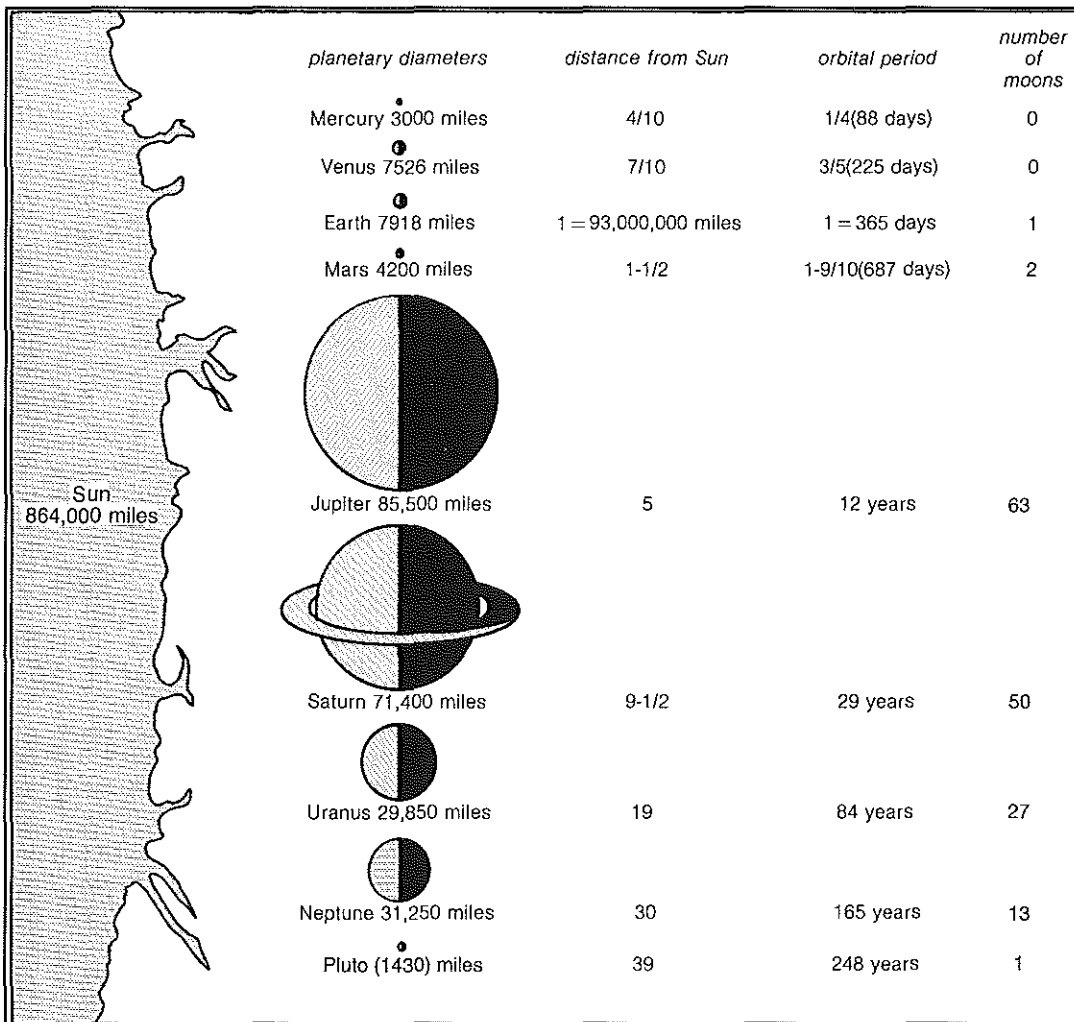 planetary diameters distance from Sun orbital period number of moons
Mercury 3000 miles 4/10 1/4(88 days) 0
Venus 7526 miles 7/10 3/5(225 days) 0
Earth 7918 miles 1 = 93,000,000 miles 1 = 365 days 1
Mars 4200 miles 1-1/2 1-9/10(687 days) 2
Sun
864,000 miles
Jupiter 85,500 miles 5 12 years 63
Saturn 71,400 miles 9-1/2 29 years 50
Uranus 29,850 miles 19 84 years 27
Neptune 31,250 miles 30 165 years 13
Pluto (1430) miles 39 248 years 1